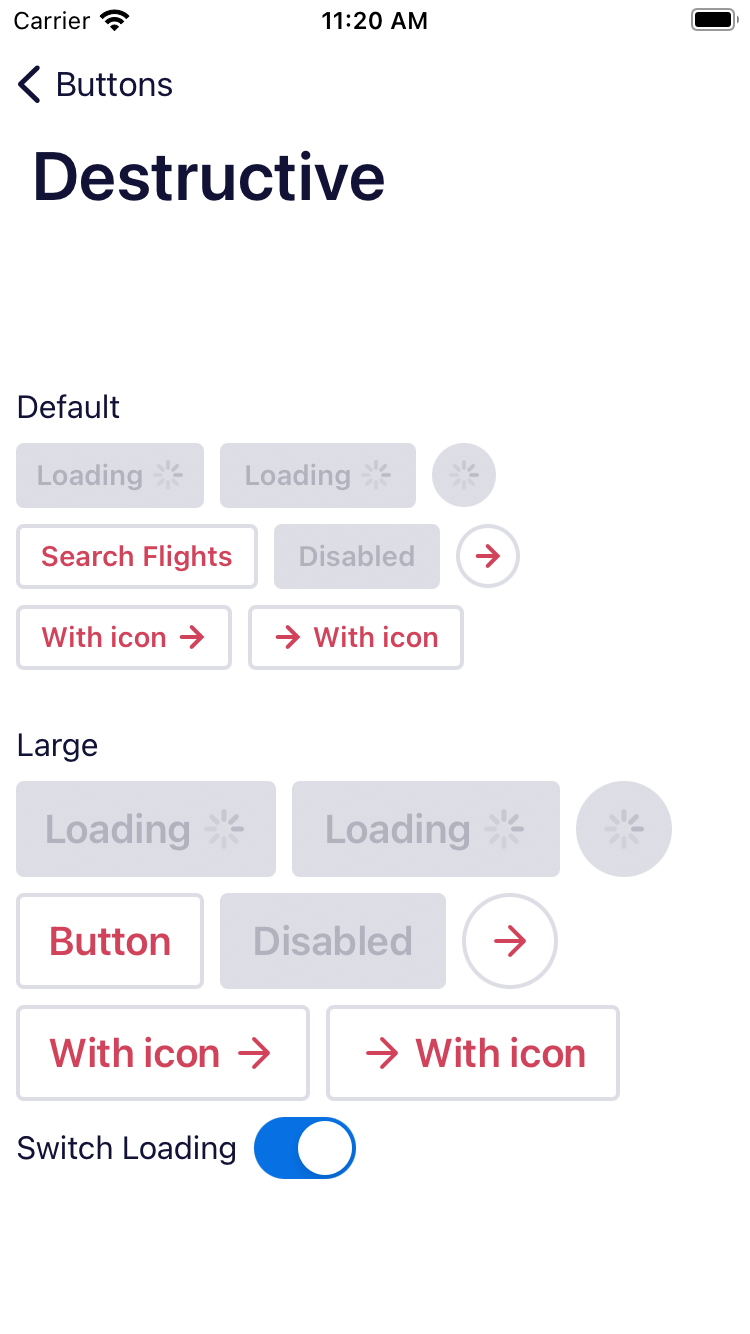 Carrier 11:20 AM
Buttons
Destructive
Default
Loading Loading
Search Flights Disabled
With icon With icon
Large
Loading Loading
Button Disabled
With icon With icon
Switch Loading